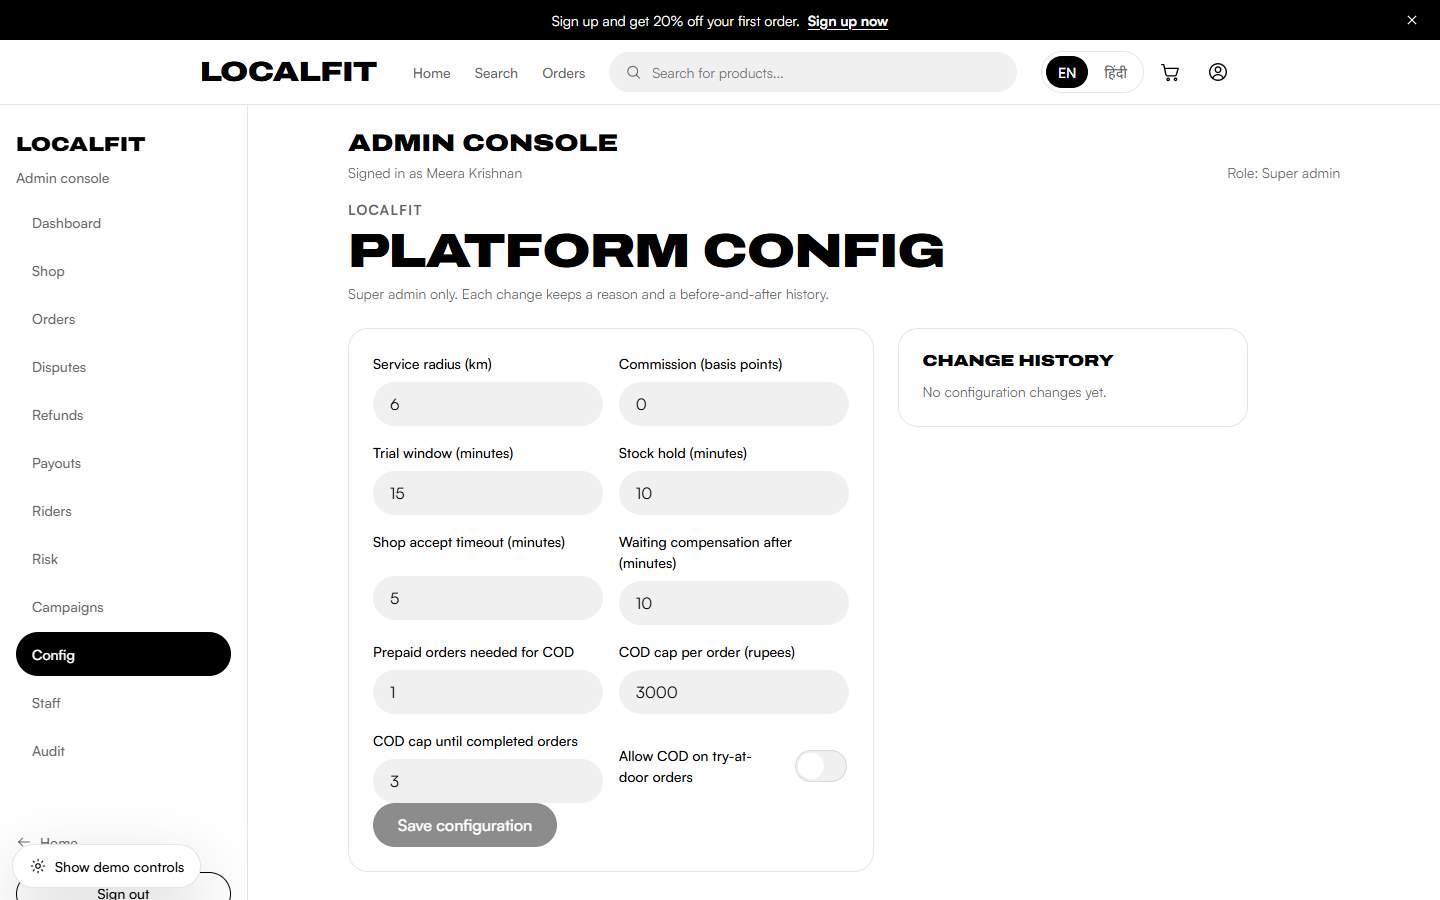 Sign up and get 20% off your first order. Sign up now
LOCALFIT
Home
Search
Orders
Search for products...
EN
हिंदी
LOCALFIT
Admin console
Dashboard
Shop
Orders
Disputes
Refunds
Payouts
Riders
Risk
Campaigns
Config
Staff
Audit
Home
Show demo controls
Sign out
ADMIN CONSOLE
Signed in as Meera Krishnan
Role: Super admin
LOCALFIT
PLATFORM CONFIG
Super admin only. Each change keeps a reason and a before-and-after history.
Service radius (km)
6
Commission (basis points)
0
Trial window (minutes)
15
Stock hold (minutes)
10
Shop accept timeout (minutes)
5
Waiting compensation after
(minutes)
10
Prepaid orders needed for COD
1
COD cap per order (rupees)
3000
COD cap until completed orders
3
Allow COD on try-at-
door orders
Save configuration
CHANGE HISTORY
No configuration changes yet.